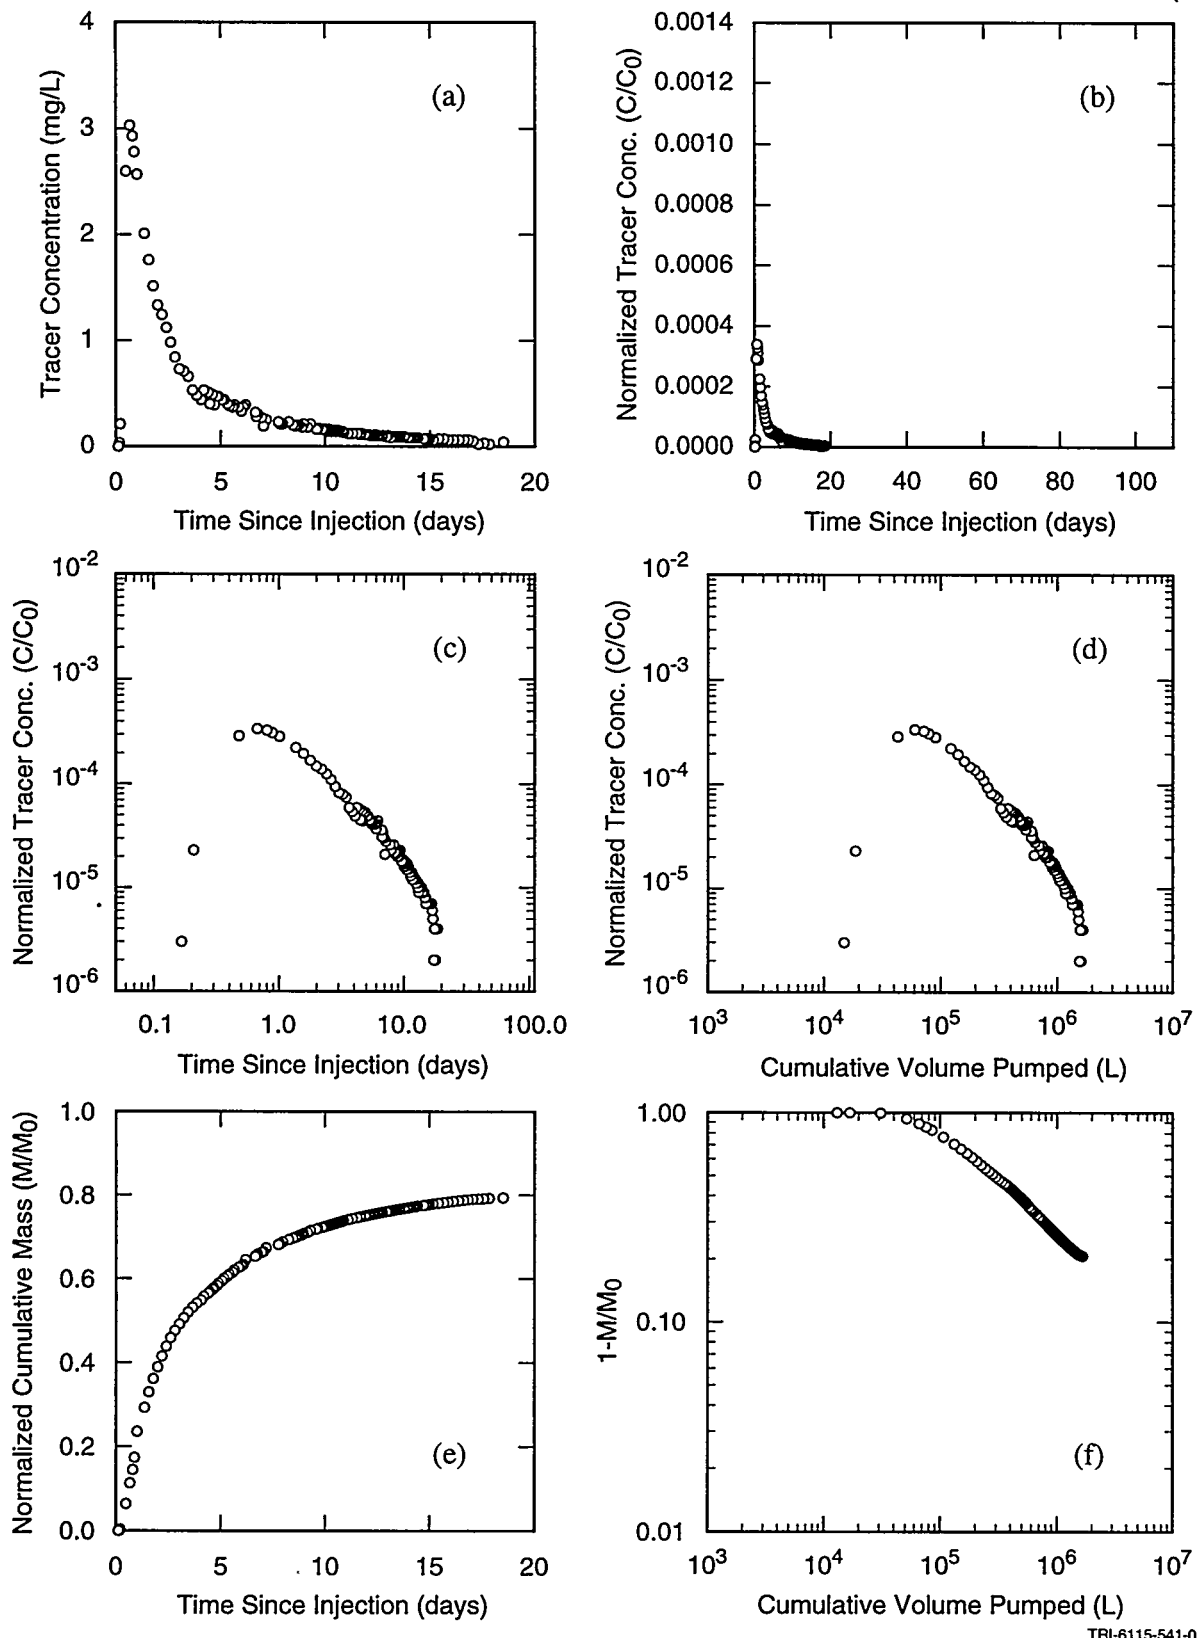 4
3
2
1
0
Tracer Concentration (mg/L)
(a)
0 5 10 15 20
Time Since Injection (days)
0.0014
0.0012
0.0010
0.0008
0.0006
0.0004
0.0002
0.0000
Normalized Tracer Conc. (C/C0)
(b)
0 20 40 60 80 100
Time Since Injection (days)
10-2
10-3
10-4
10-5
10-6
Normalized Tracer Conc. (C/C0)
(c)
0.1 1.0 10.0 100.0
Time Since Injection (days)
10-2
10-3
10-4
10-5
10-6
Normalized Tracer Conc. (C/C0)
(d)
103 104 105 106 107
Cumulative Volume Pumped (L)
1.0
0.8
0.6
0.4
0.2
0.0
Normalized Cumulative Mass (M/M0)
(e)
0 5 10 15 20
Time Since Injection (days)
1.00
0.10
0.01
1-M/M0
(f)
103 104 105 106 107
Cumulative Volume Pumped (L)
TRI-6115-541-0